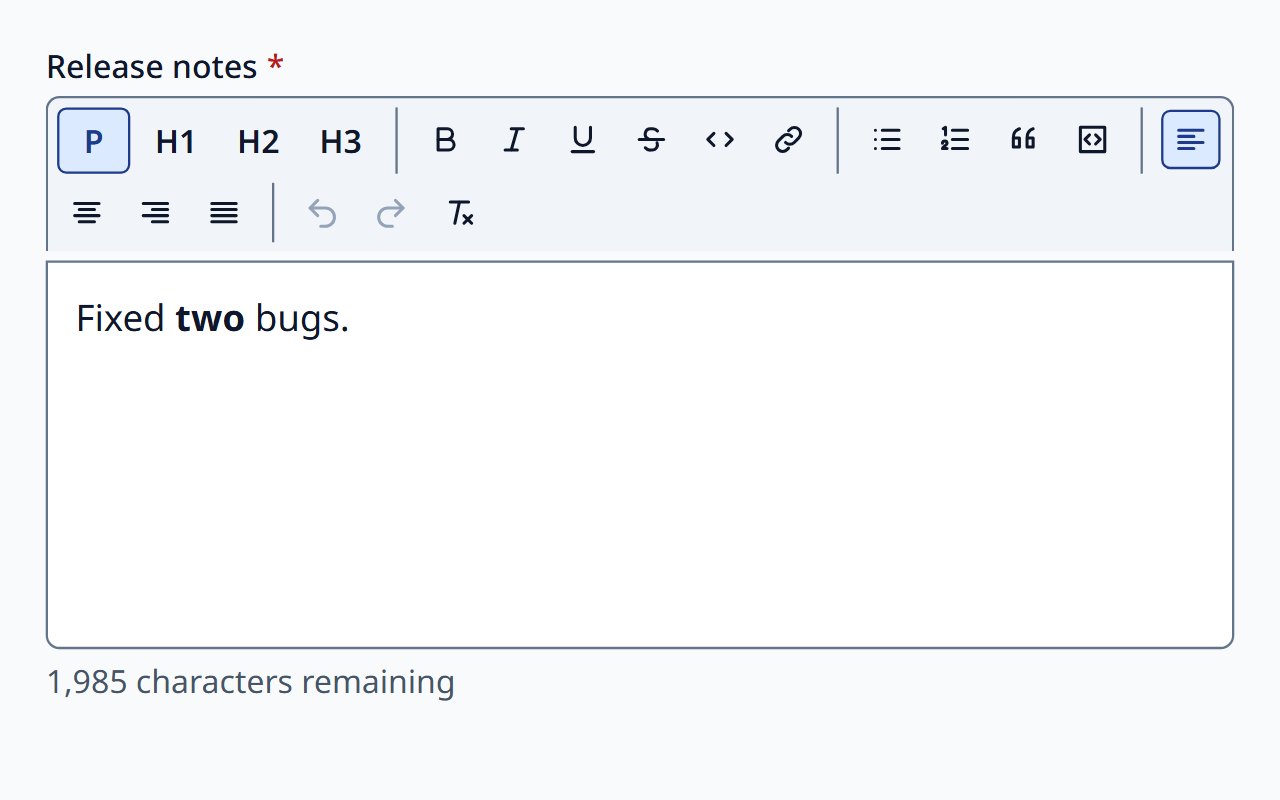 Release notes *
P H1 H2 H3
Fixed two bugs.
1,985 characters remaining